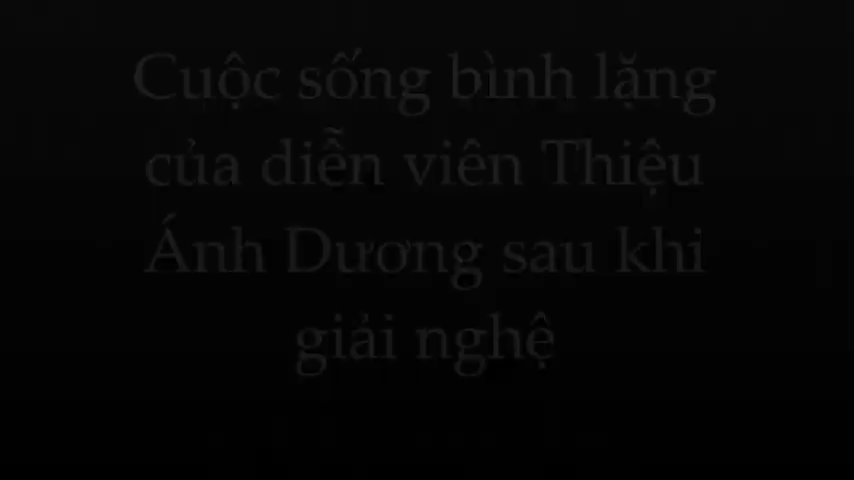 Cuộc sống bình lặng
của diễn viên Thiệu
Ánh Dương sau khi
giải nghệ